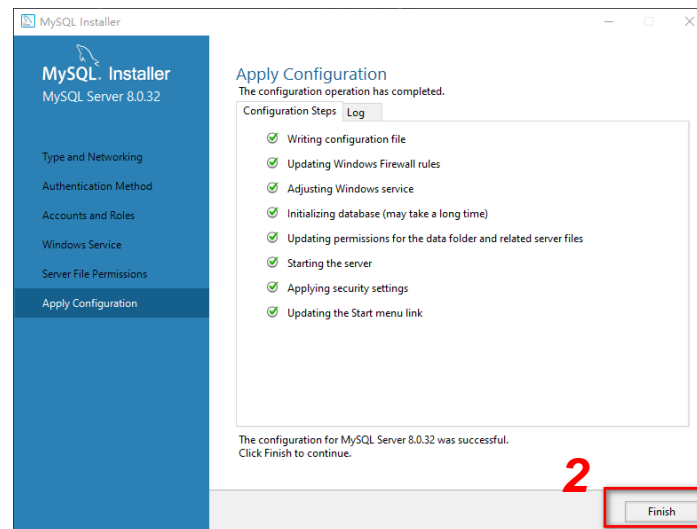 MySQL Installer
MySQL. Installer
MySQL Server 8.0.32
Type and Networking
Authentication Method
Accounts and Roles
Windows Service
Server File Permissions
Apply Configuration
Apply Configuration
The configuration operation has completed.
Configuration Steps Log
Writing configuration file
Updating Windows Firewall rules
Adjusting Windows service
Initializing database (may take a long time)
Updating permissions for the data folder and related server files
Starting the server
Applying security settings
Updating the Start menu link
The configuration for MySQL Server 8.0.32 was successful.
Click Finish to continue.
2
Finish